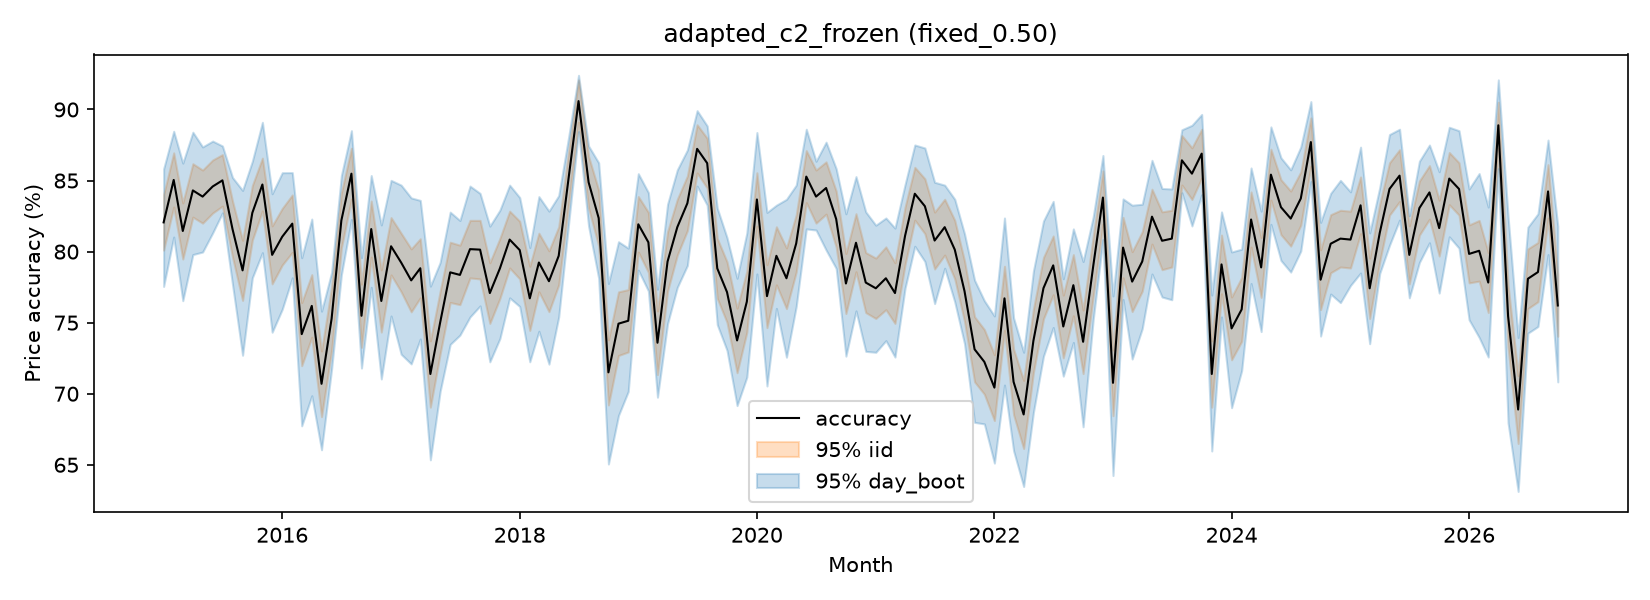 adapted_c2_frozen (fixed_0.50)
Price accuracy (%)
90
85
80
75
70
65
accuracy
95% iid
95% day_boot
2016
2018
2020
2022
2024
2026
Month